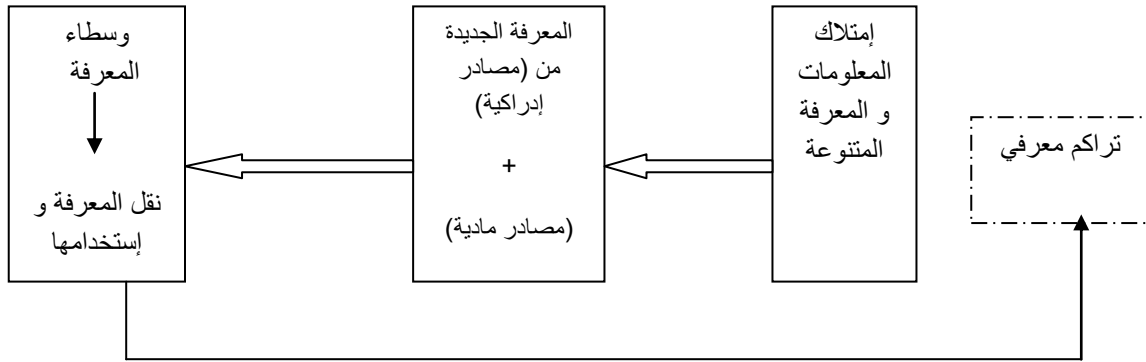 إمتلاك
المعلومات
و المعرفة
المتنوعة
المعرفة الجديدة
من (مصادر
إدراكية)
+
(مصادر مادية)
وسطاء
المعرفة
نقل المعرفة و
إستخدامها
تراكم معرفي